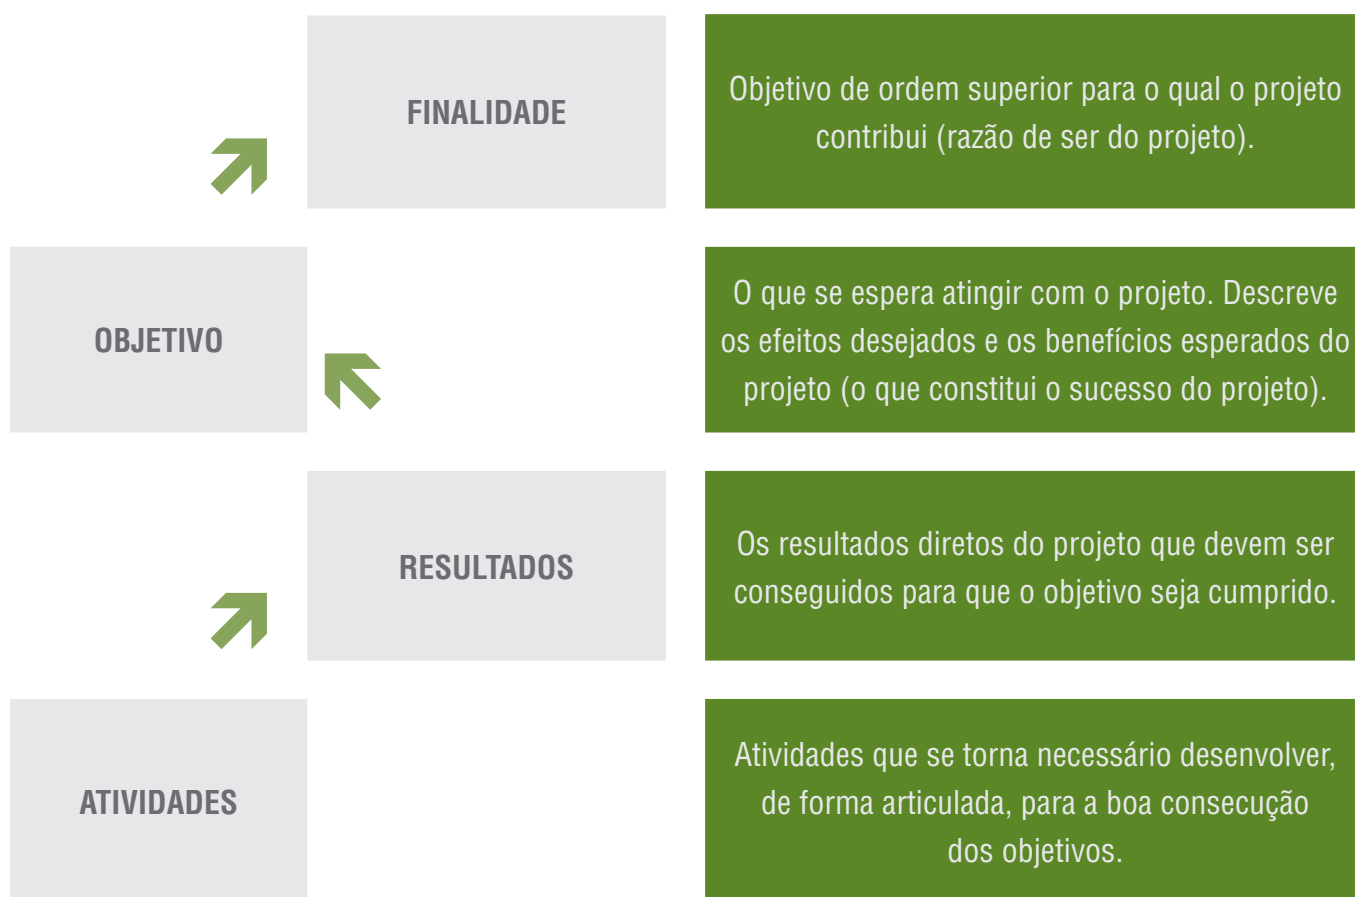 FINALIDADE
Objetivo de ordem superior para o qual o projeto
contribui (razão de ser do projeto).
OBJETIVO
O que se espera atingir com o projeto. Descreve
os efeitos desejados e os benefícios esperados do
projeto (o que constitui o sucesso do projeto).
RESULTADOS
Os resultados diretos do projeto que devem ser
conseguidos para que o objetivo seja cumprido.
ATIVIDADES
Atividades que se torna necessário desenvolver,
de forma articulada, para a boa consecução
dos objetivos.